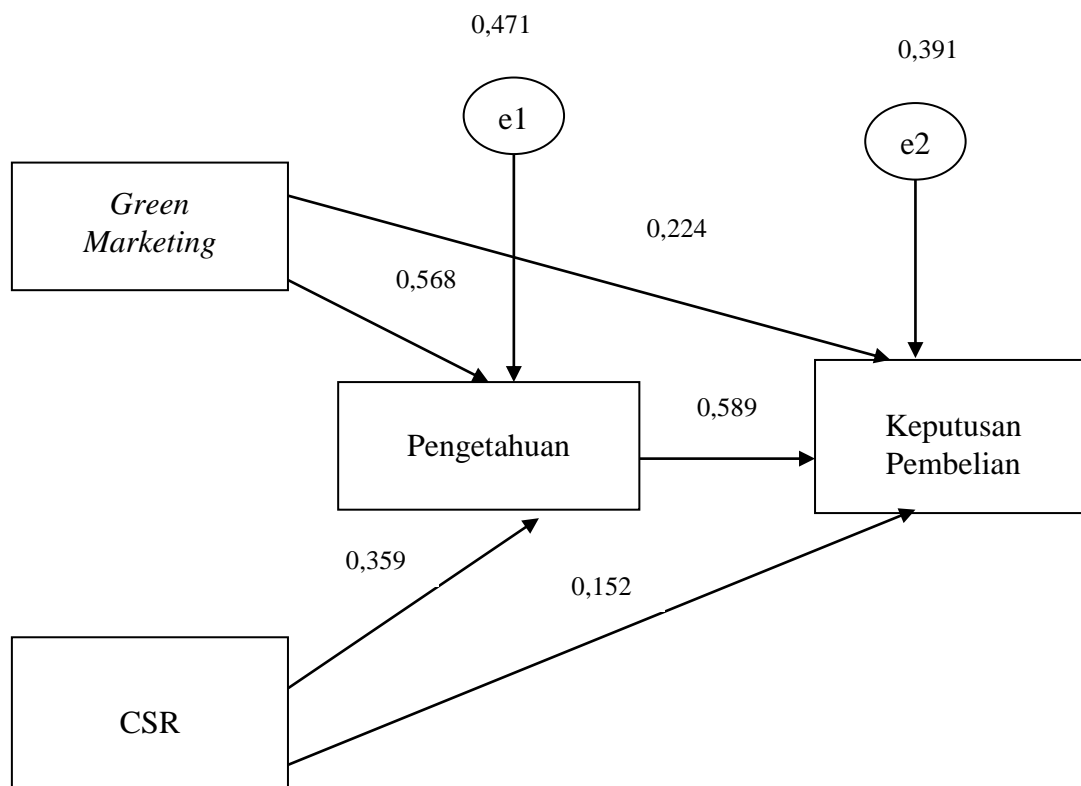 0,471
0,391
e1
e2
Green
Marketing
0,224
0,568
0,589
Pengetahuan
Keputusan
Pembelian
0,359
0,152
CSR